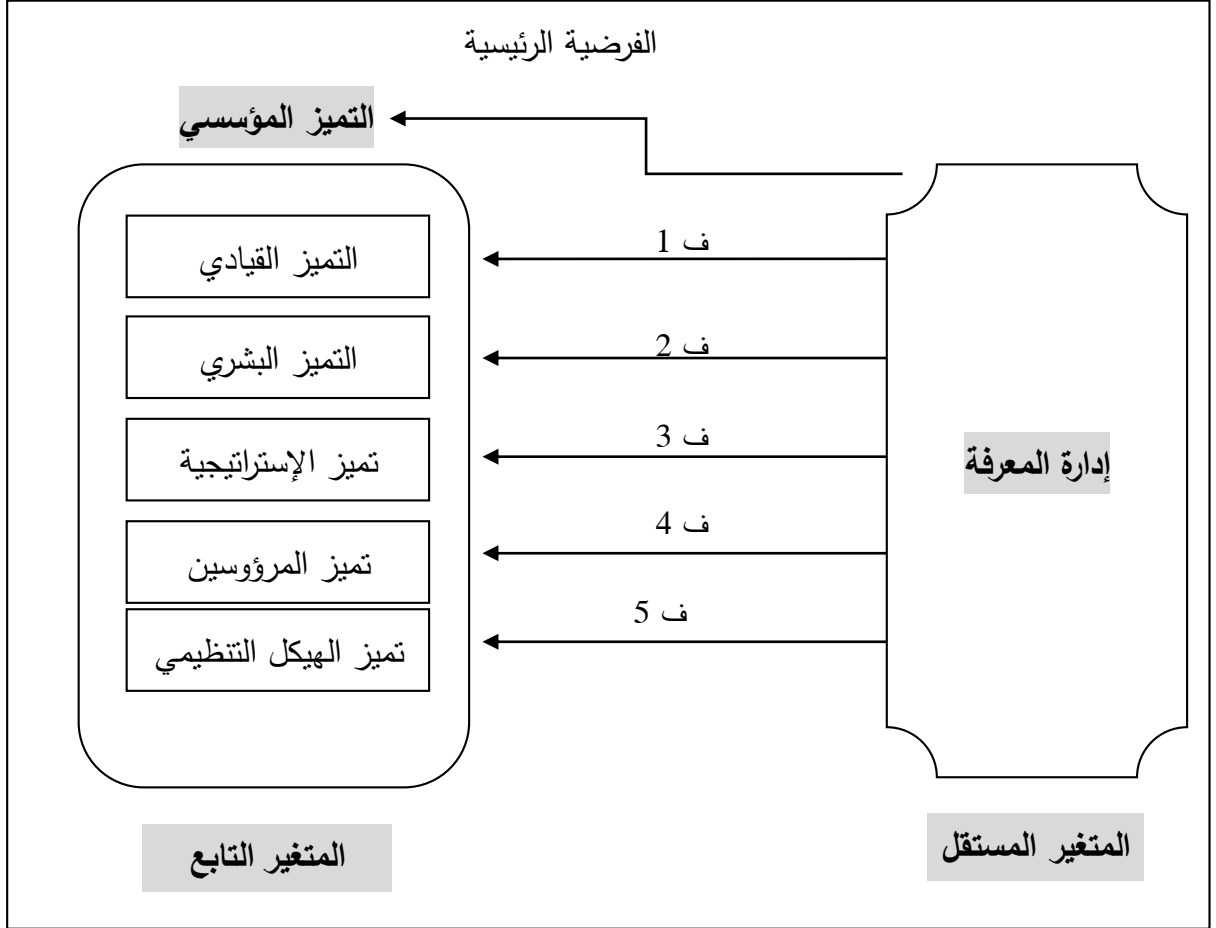 الفرضية الرئيسية
التميز المؤسسي
ف 1
التميز القيادي
ف 2
التميز البشري
ف 3
إدارة المعرفة
تميز الإستراتيجية
ف 4
تميز المرؤوسين
ف 5
تميز الهيكل التنظيمي
المتغير المستقل
المتغير التابع